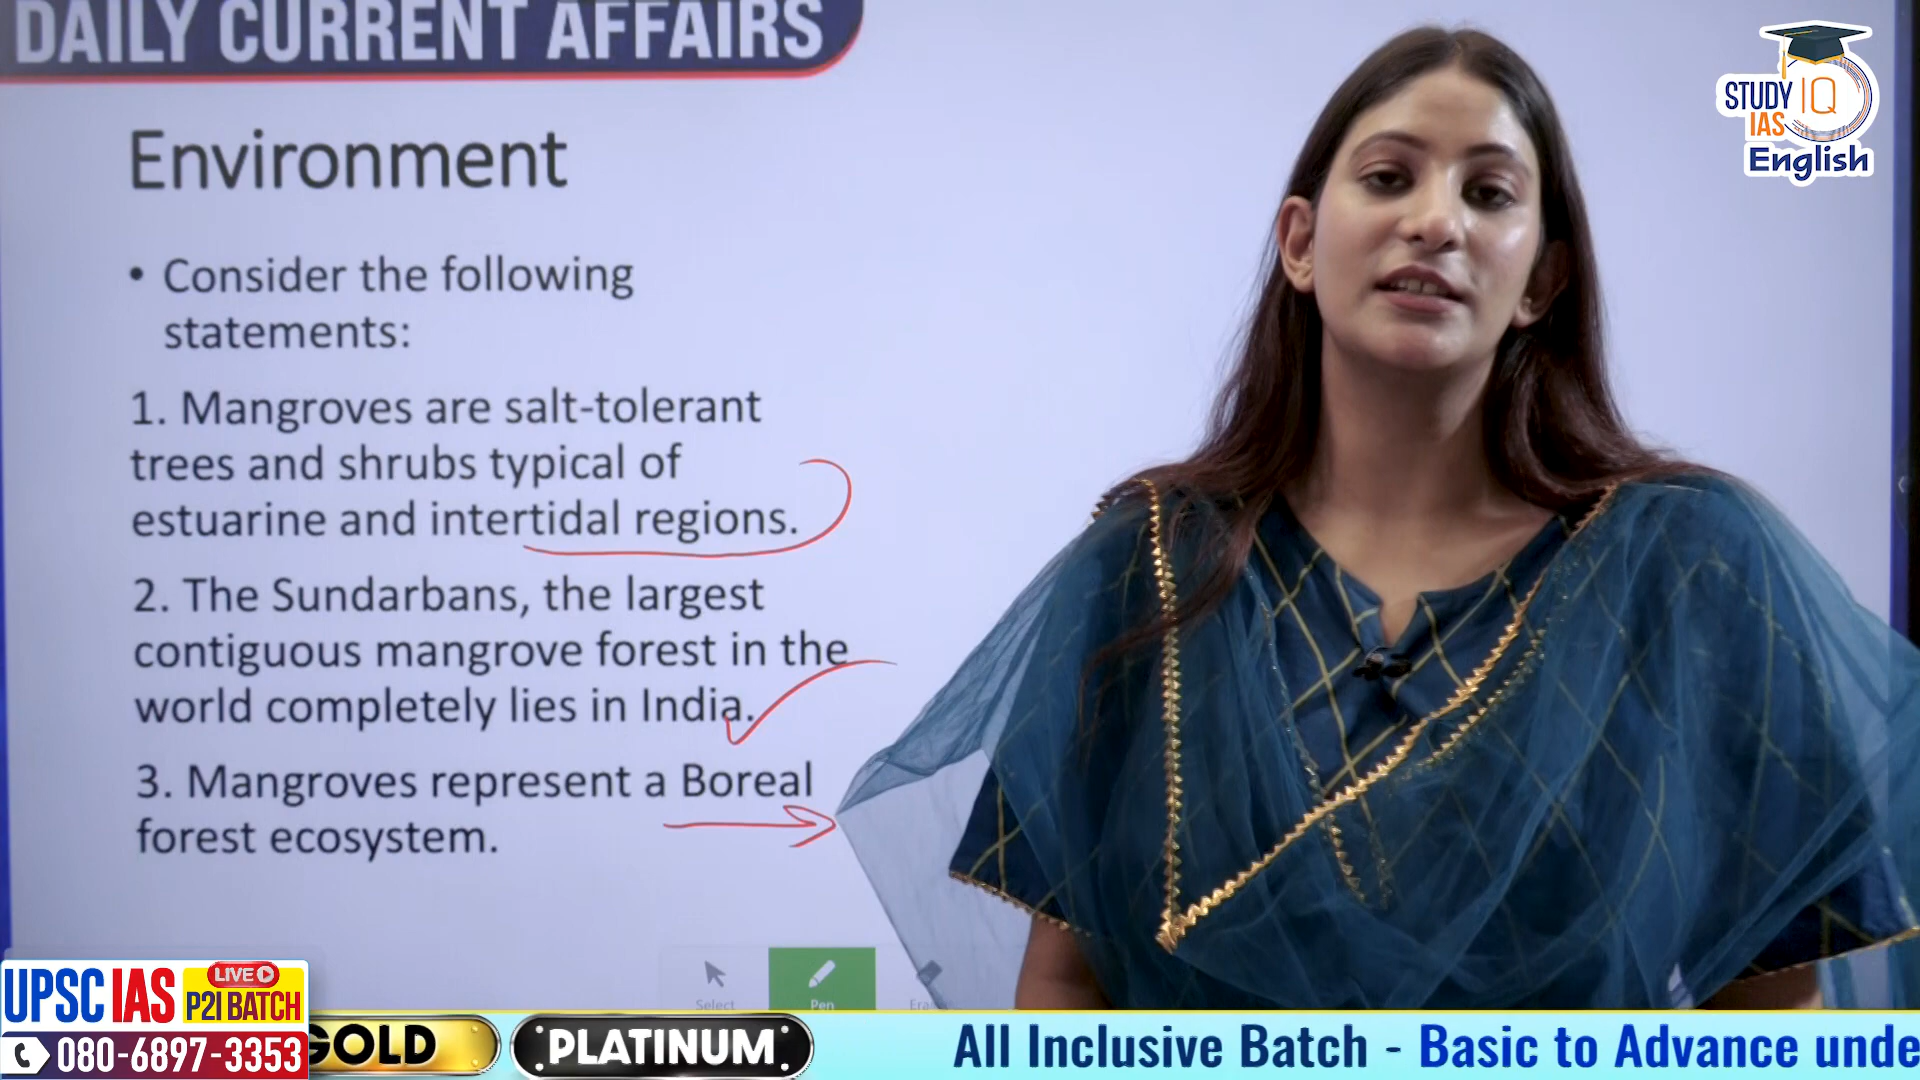 DAILY CURRENT AFFAIRS
STUDY IQ
IAS
English
Environment
• Consider the following
statements:
1. Mangroves are salt-tolerant
trees and shrubs typical of
estuarine and intertidal regions.
2. The Sundarbans, the largest
contiguous mangrove forest in the
world completely lies in India.
3. Mangroves represent a Boreal
forest ecosystem.
Select
Pen
UPSC IAS
LIVE
P2I BATCH
080-6897-3353
GOLD
PLATINUM
All Inclusive Batch - Basic to Advance unde